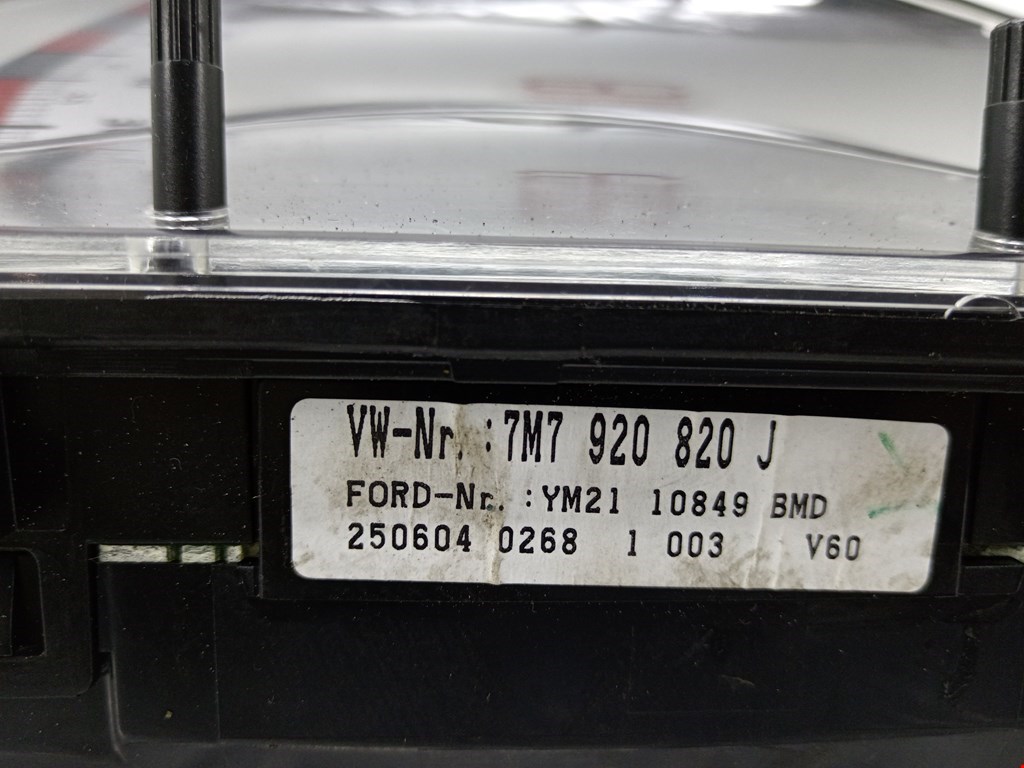 VW-Nr.:7M7 920 820 J
FORD-Nr.:YM21 10849 BMD
250604 0268 1 003 V60